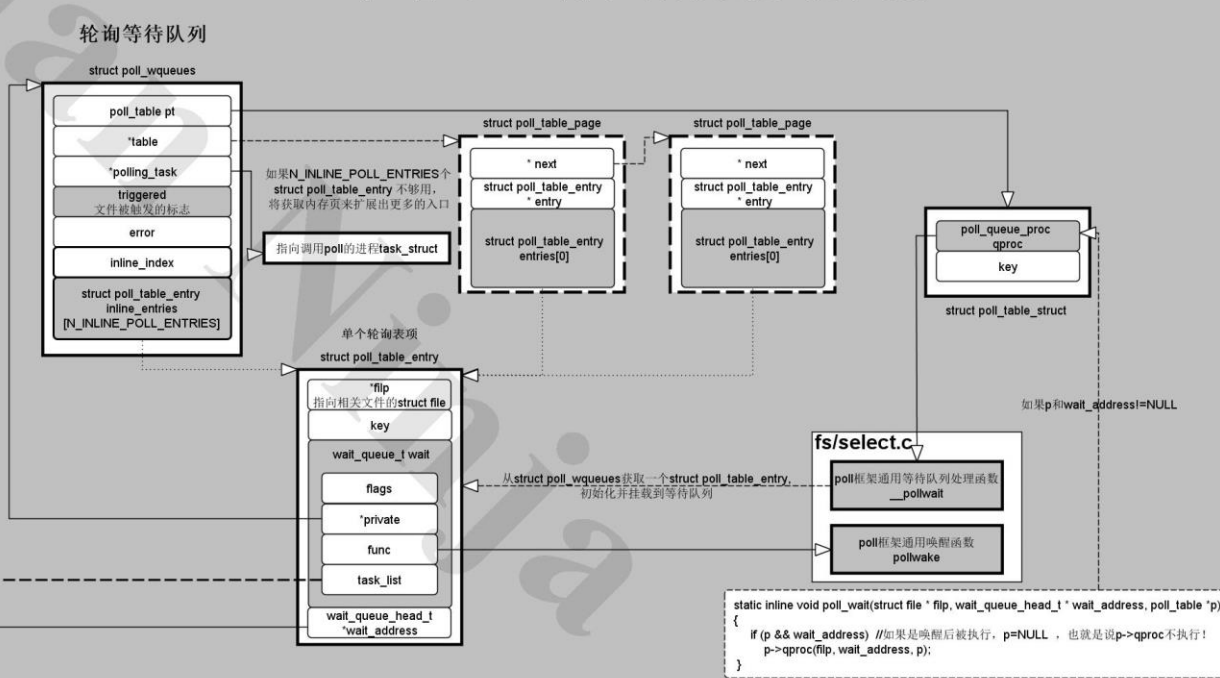 轮询等待队列
struct poll_wqueues
poll_table pt
*table
*polling_task
triggered
文件被触发的标志
error
inline_index
struct poll_table_entry
inline_entries
[N_INLINE_POLL_ENTRIES]
如果N_INLINE_POLL_ENTRIES个
struct poll_table_entry 不够用，
将获取内存页来扩展出更多的入口
指向调用poll的进程task_struct
struct poll_table_page
* next
struct poll_table_entry
* entry
struct poll_table_entry
entries[0]
struct poll_table_page
* next
struct poll_table_entry
* entry
struct poll_table_entry
entries[0]
poll_queue_proc
qproc
key
struct poll_table_struct
单个轮询表项
struct poll_table_entry
*filp
指向相关文件的struct file
key
wait_queue_t wait
flags
*private
func
task_list
wait_queue_head_t
*wait_address
从struct poll_wqueues获取一个struct poll_table_entry,
初始化并挂载到等待队列
如果p和wait_address!=NULL
fs/select.c
poll框架通用等待队列处理函数
__pollwait
poll框架通用唤醒函数
pollwake
static inline void poll_wait(struct file * filp, wait_queue_head_t * wait_address, poll_table *p)
{
if (p && wait_address) //如果是唤醒后被执行，p=NULL ，也就是说p->qproc不执行！
p->qproc(filp, wait_address, p);
}
an Ninja